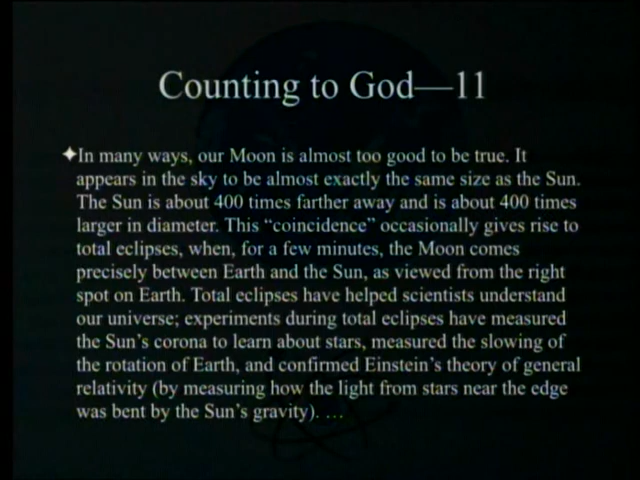 Counting to God—11
✦In many ways, our Moon is almost too good to be true. It
appears in the sky to be almost exactly the same size as the Sun.
The Sun is about 400 times farther away and is about 400 times
larger in diameter. This “coincidence” occasionally gives rise to
total eclipses, when, for a few minutes, the Moon comes
precisely between Earth and the Sun, as viewed from the right
spot on Earth. Total eclipses have helped scientists understand
our universe; experiments during total eclipses have measured
the Sun’s corona to learn about stars, measured the slowing of
the rotation of Earth, and confirmed Einstein’s theory of general
relativity (by measuring how the light from stars near the edge
was bent by the Sun’s gravity). …